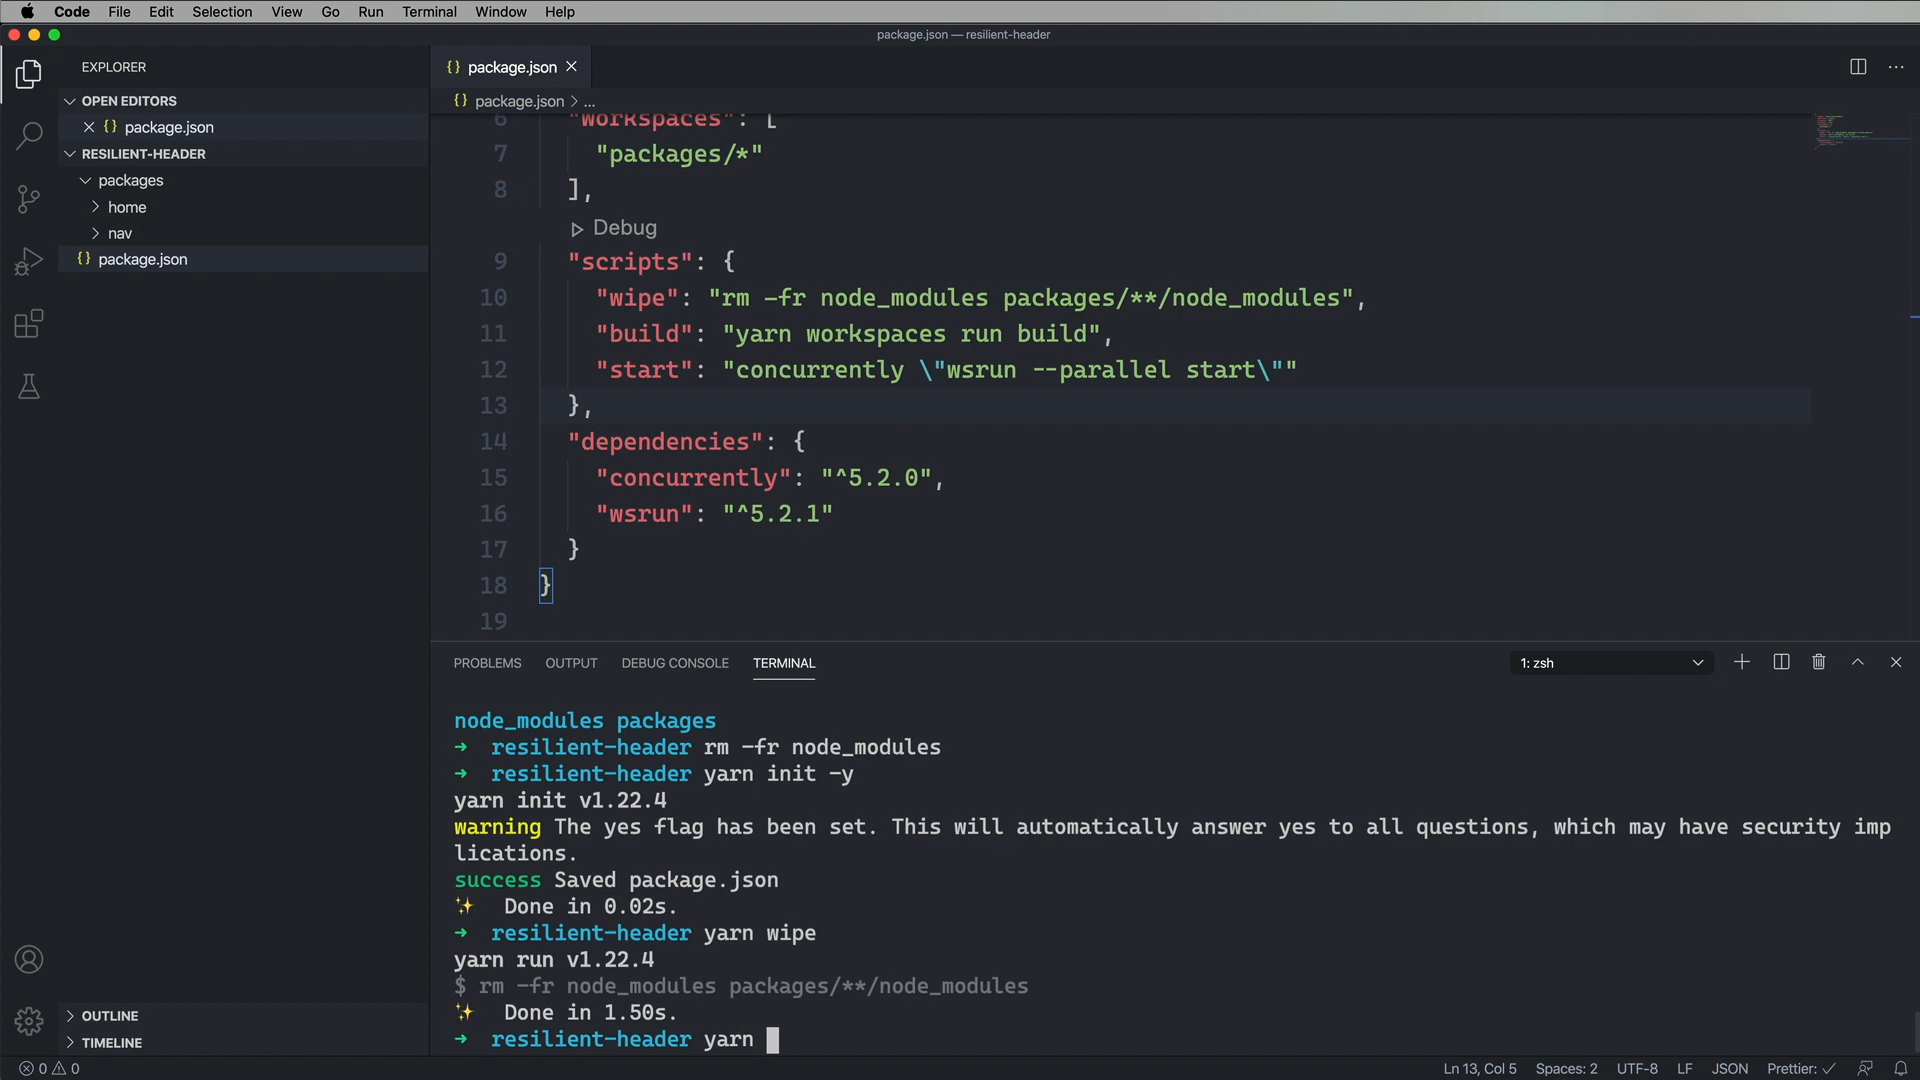 Code File Edit Selection View Go Run Terminal Window Help
package.json — resilient-header
EXPLORER
OPEN EDITORS
package.json
RESILIENT-HEADER
packages
home
nav
{} package.json
OUTLINE
TIMELINE
{} package.json
{} package.json > ...
6 "workspaces": [
7 "packages/*"
8 ],
Debug
9 "scripts": {
10 "wipe": "rm -fr node_modules packages/**/node_modules",
11 "build": "yarn workspaces run build",
12 "start": "concurrently \"wsrun --parallel start\""
13 },
14 "dependencies": {
15 "concurrently": "^5.2.0",
16 "wsrun": "^5.2.1"
17 }
18 }
19
PROBLEMS OUTPUT DEBUG CONSOLE TERMINAL 1: zsh
node_modules packages
➜ resilient-header rm -fr node_modules
➜ resilient-header yarn init -y
yarn init v1.22.4
warning The yes flag has been set. This will automatically answer yes to all questions, which may have security imp
lications.
success Saved package.json
✨ Done in 0.02s.
➜ resilient-header yarn wipe
yarn run v1.22.4
$ rm -fr node_modules packages/**/node_modules
✨ Done in 1.50s.
➜ resilient-header yarn
0 0 Ln 13, Col 5 Spaces: 2 UTF-8 LF JSON Prettier: ✓